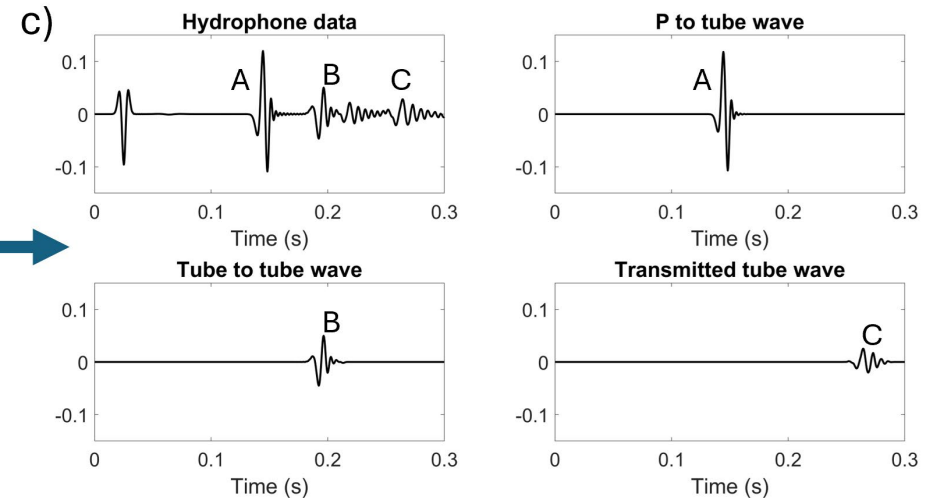 c)
Hydrophone data
0.1
0
-0.1
A
B
C
0
0.1
0.2
0.3
Time (s)
P to tube wave
0.1
0
-0.1
A
0
0.1
0.2
0.3
Time (s)
Tube to tube wave
0.1
0
-0.1
B
0
0.1
0.2
0.3
Time (s)
Transmitted tube wave
0.1
0
-0.1
C
0
0.1
0.2
0.3
Time (s)